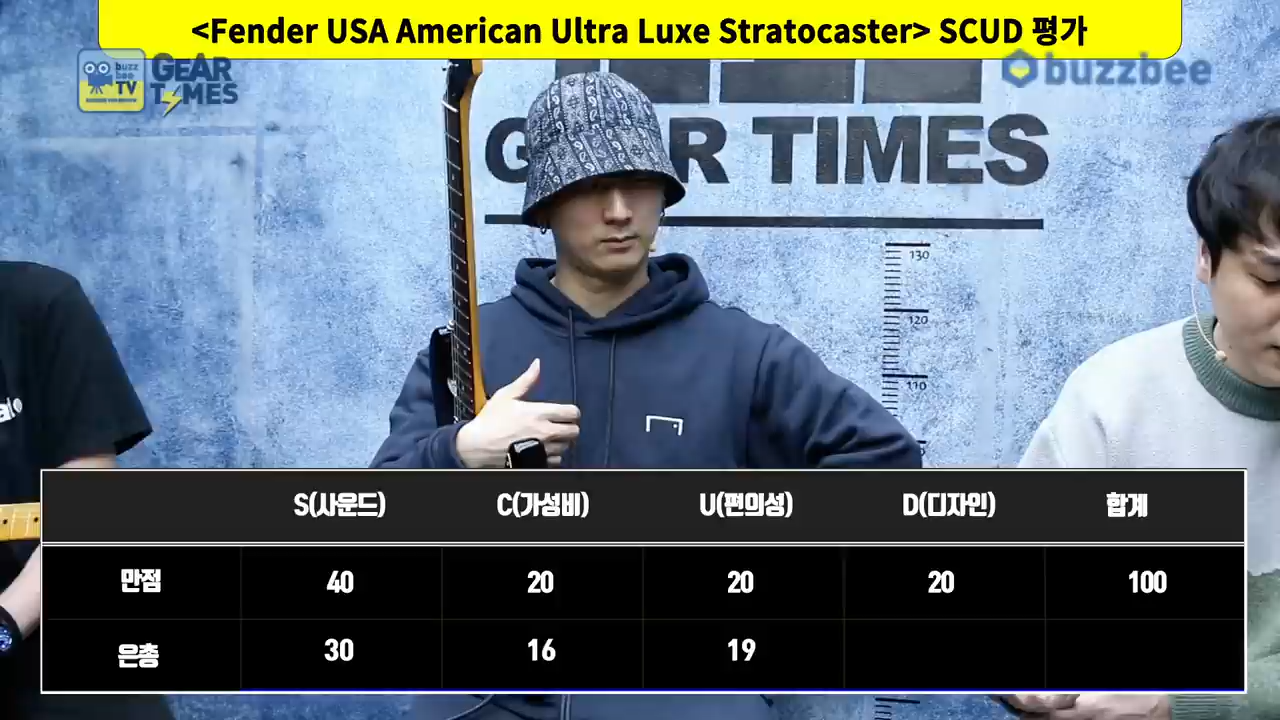 <Fender USA American Ultra Luxe Stratocaster> SCUD 평가
buzz
bee
TV
GEAR
TIMES
buzzbee
GEAR TIMES
130
120
110
S(사운드) C(가성비) U(편의성) D(디자인) 합계
만점 40 20 20 20 100
은총 30 16 19